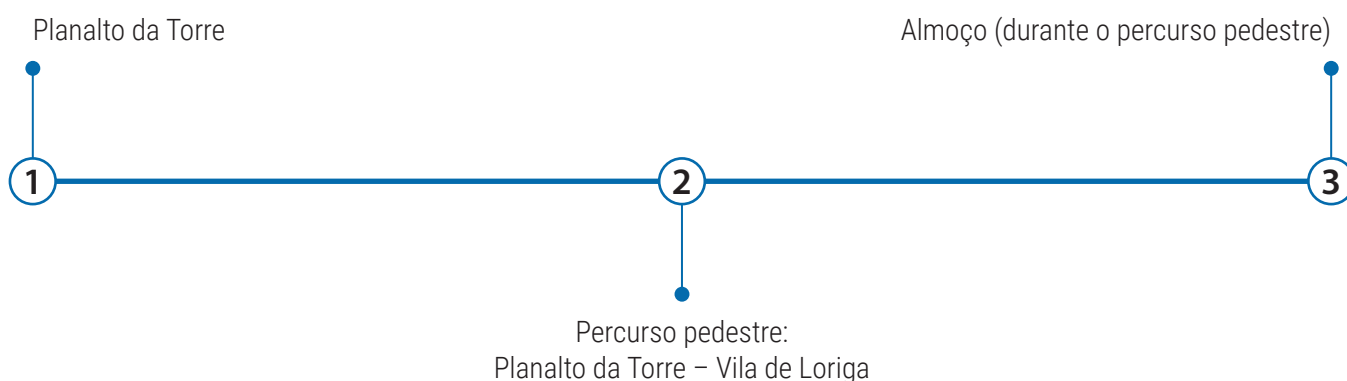 Planalto da Torre
Almoço (durante o percurso pedestre)
1
2
3
Percurso pedestre:
Planalto da Torre – Vila de Loriga